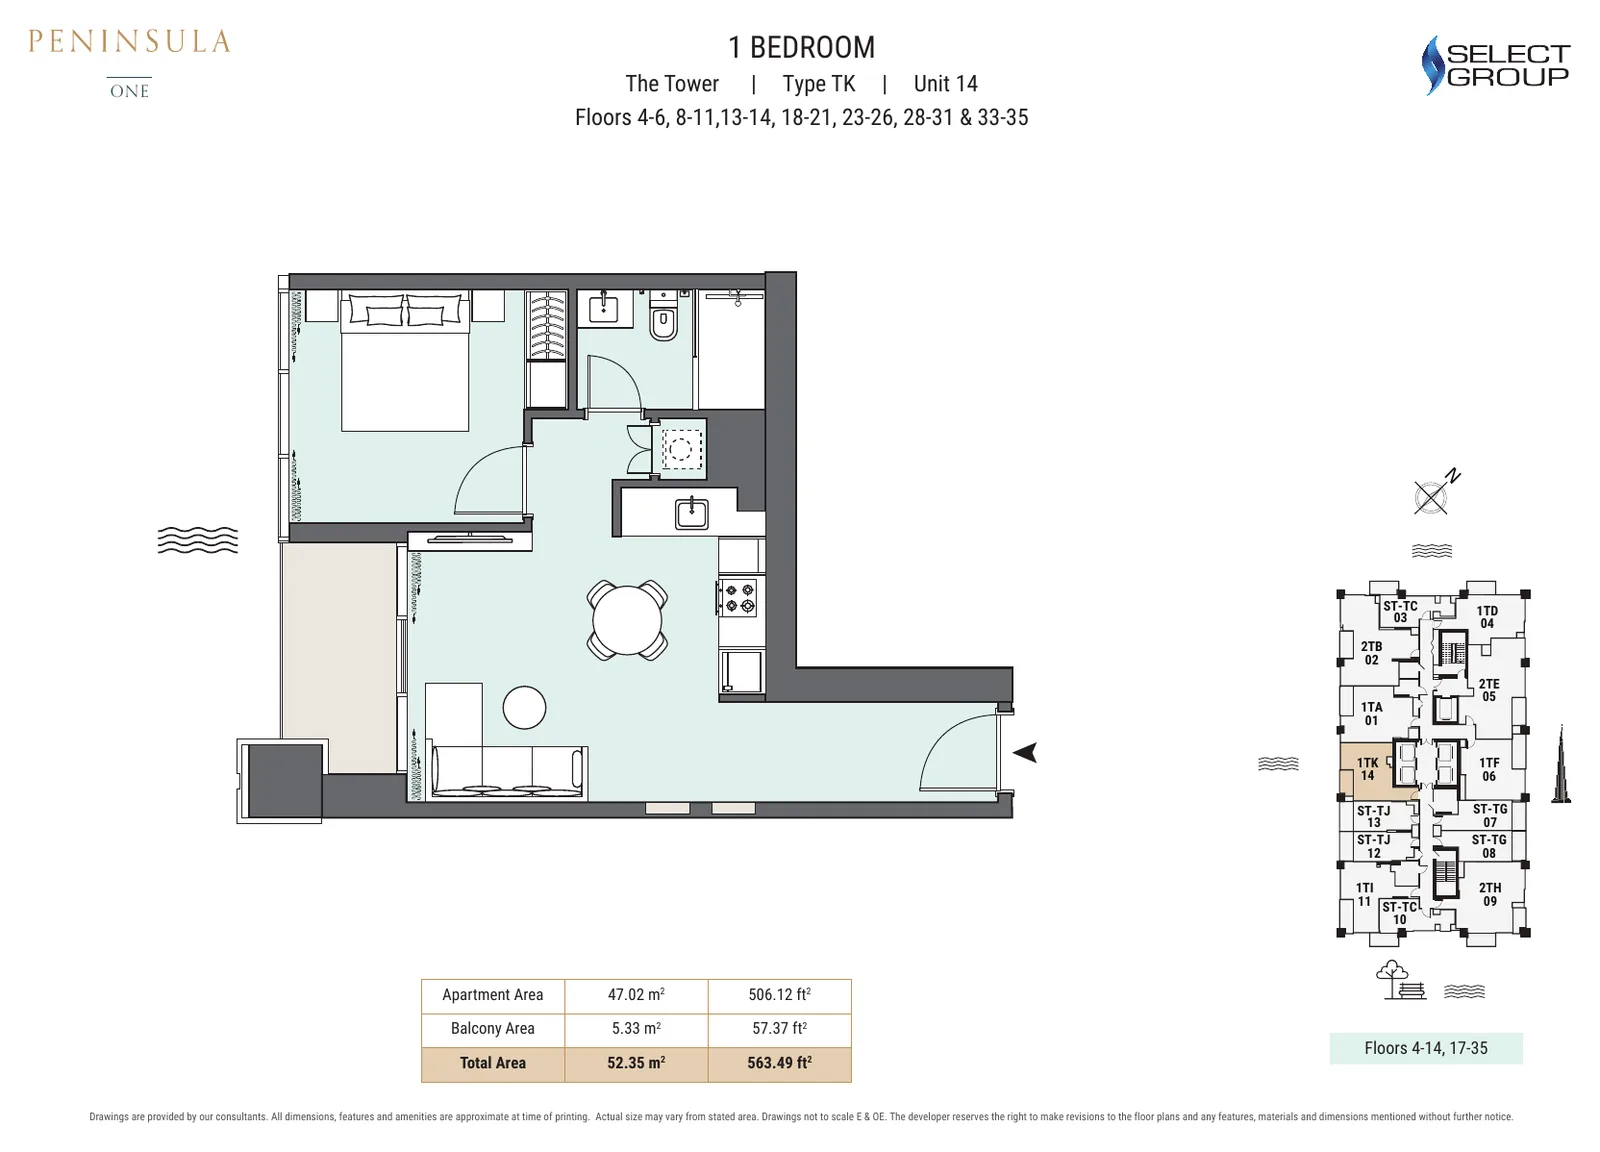 PENINSULA
ONE
1 BEDROOM
The Tower | Type TK | Unit 14
Floors 4-6, 8-11,13-14, 18-21, 23-26, 28-31 & 33-35
SELECT
GROUP
N
ST-TC
03
1TD
04
2TB
02
2TE
05
1TA
01
1TK
14
1TF
06
ST-TJ
13
ST-TG
07
ST-TJ
12
ST-TG
08
1TI
11
2TH
09
ST-TC
10
Floors 4-14, 17-35
Apartment Area 47.02 m² 506.12 ft²
Balcony Area 5.33 m² 57.37 ft²
Total Area 52.35 m² 563.49 ft²
Drawings are provided by our consultants. All dimensions, features and amenities are approximate at time of printing. Actual size may vary from stated area. Drawings not to scale E & OE. The developer reserves the right to make revisions to the floor plans and any features, materials and dimensions mentioned without further notice.